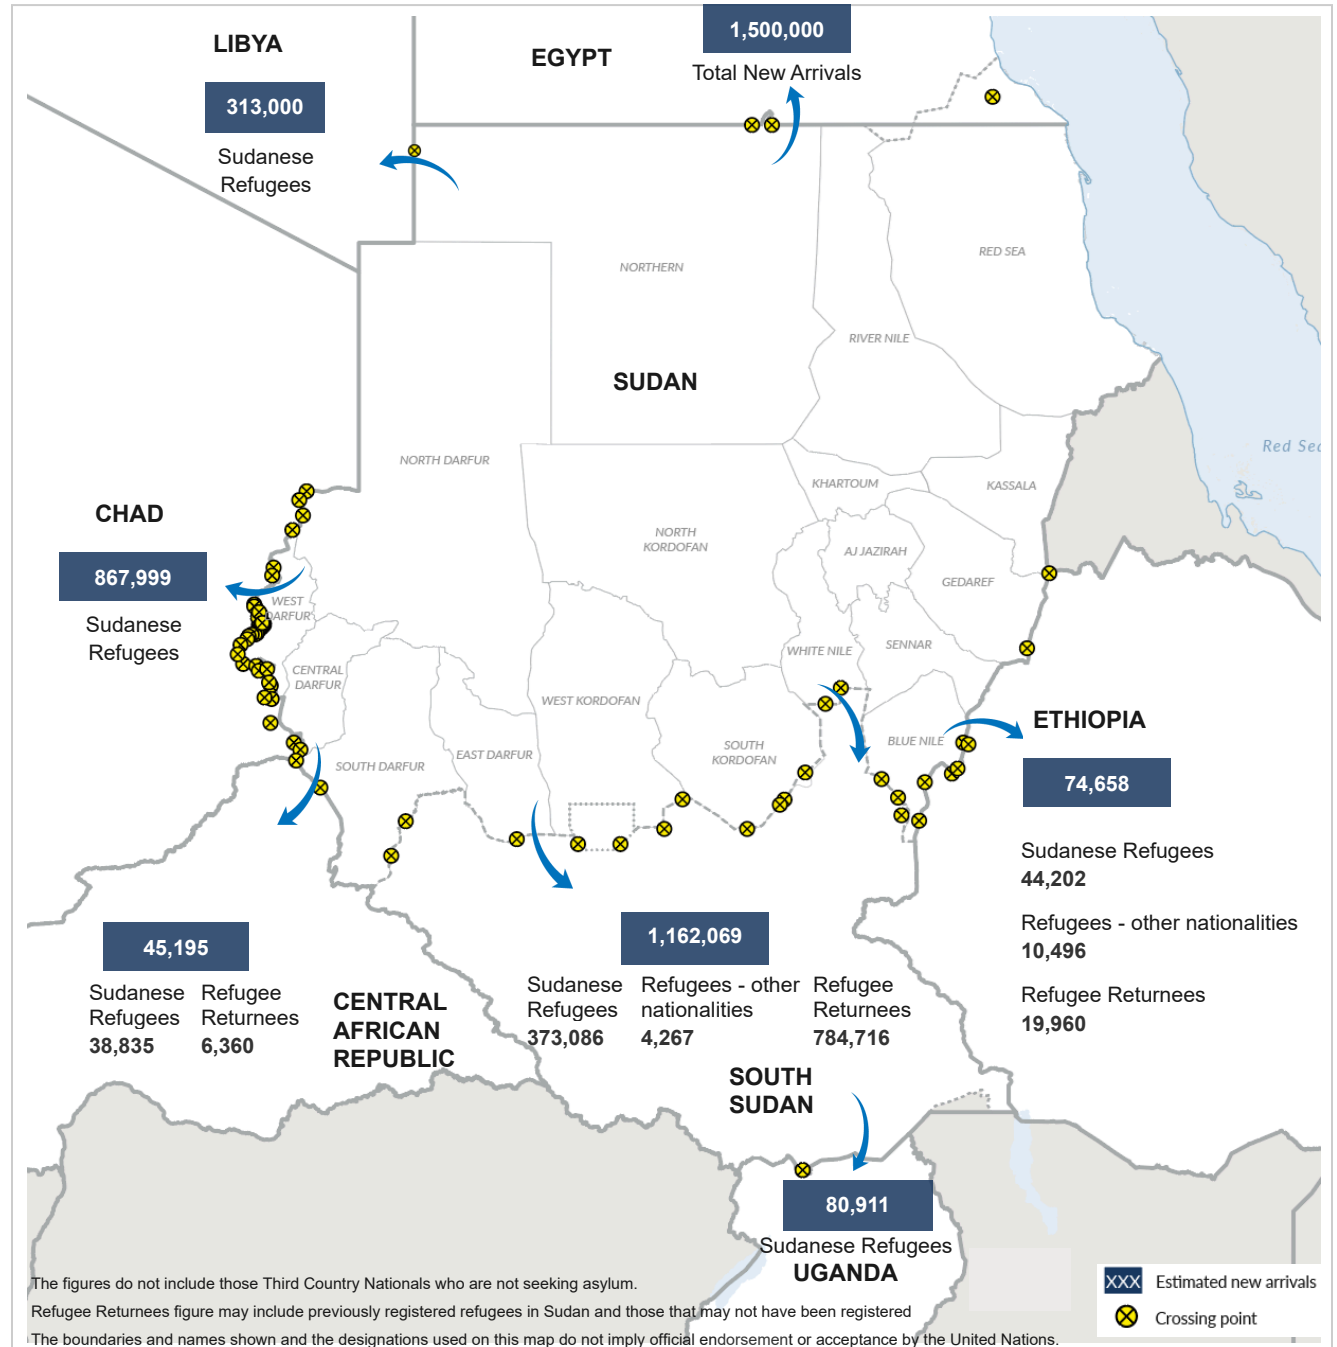 LIBYA
313,000
Sudanese
Refugees
EGYPT
1,500,000
Total New Arrivals
NORTHERN
RED SEA
RIVER NILE
SUDAN
Red Sea
NORTH DARFUR
KHARTOUM
KASSALA
NORTH
KORDOFAN
AJ JAZIRAH
GEDAREF
CHAD
867,999
Sudanese
Refugees
WEST
DARFUR
CENTRAL
DARFUR
WHITE NILE
SENNAR
WEST KORDOFAN
SOUTH
KORDOFAN
BLUE NILE
EAST DARFUR
SOUTH DARFUR
ETHIOPIA
74,658
Sudanese Refugees
44,202
Refugees - other nationalities
10,496
Refugee Returnees
19,960
45,195
Sudanese
Refugees
38,835
Refugee
Returnees
6,360
CENTRAL
AFRICAN
REPUBLIC
1,162,069
Sudanese
Refugees
373,086
Refugees - other
nationalities
4,267
Refugee
Returnees
784,716
SOUTH
SUDAN
80,911
Sudanese Refugees
UGANDA
XXX Estimated new arrivals
Crossing point
The figures do not include those Third Country Nationals who are not seeking asylum.
Refugee Returnees figure may include previously registered refugees in Sudan and those that may not have been registered
The boundaries and names shown and the designations used on this map do not imply official endorsement or acceptance by the United Nations.